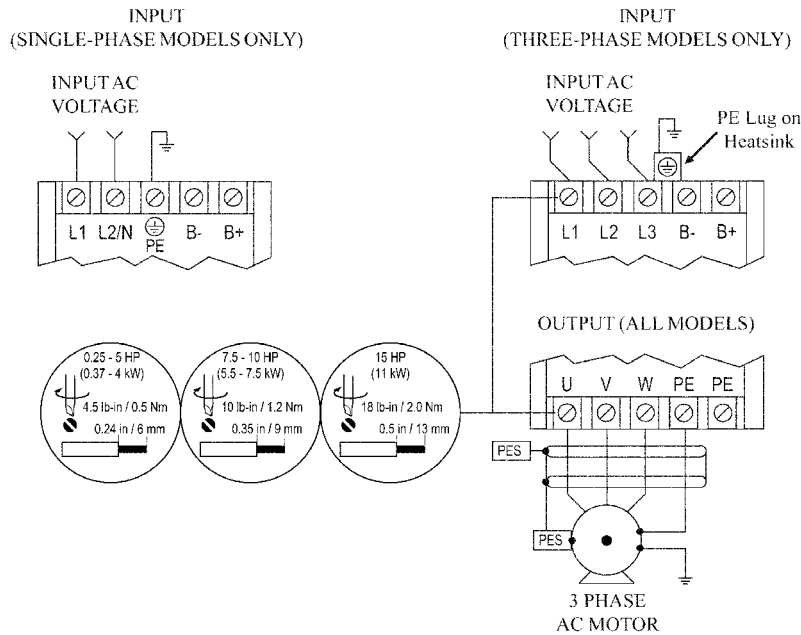 INPUT
(SINGLE-PHASE MODELS ONLY)
INPUT AC
VOLTAGE
L1 L2/N PE B- B+
INPUT
(THREE-PHASE MODELS ONLY)
INPUT AC
VOLTAGE
PE Lug on
Heatsink
L1 L2 L3 B- B+
0.25 - 5 HP
(0.37 - 4 kW)
4.5 lb-in / 0.5 Nm
0.24 in / 6 mm
7.5 - 10 HP
(5.5 - 7.5 kW)
10 lb-in / 1.2 Nm
0.35 in / 9 mm
15 HP
(11 kW)
18 lb-in / 2.0 Nm
0.5 in / 13 mm
OUTPUT (ALL MODELS)
U V W PE PE
PES
PES
3 PHASE
AC MOTOR